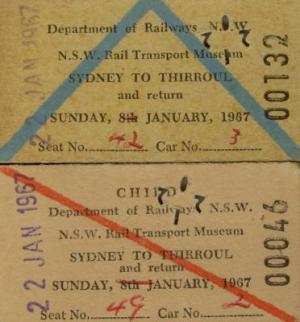 Department of Railways N.S.W.
N.S.W. Rail Transport Museum
SYDNEY TO THIRROUL
and return
SUNDAY, 8th JANUARY, 1967
Seat No. 42 Car No. 3
22 JAN 1967
00132
CHILD
Department of Railways N.S.W.
N.S.W. Rail Transport Museum
SYDNEY TO THIRROUL
and return
SUNDAY, 8th JANUARY, 1967
Seat No. 49 Car No. 2
22 JAN 1967
00046